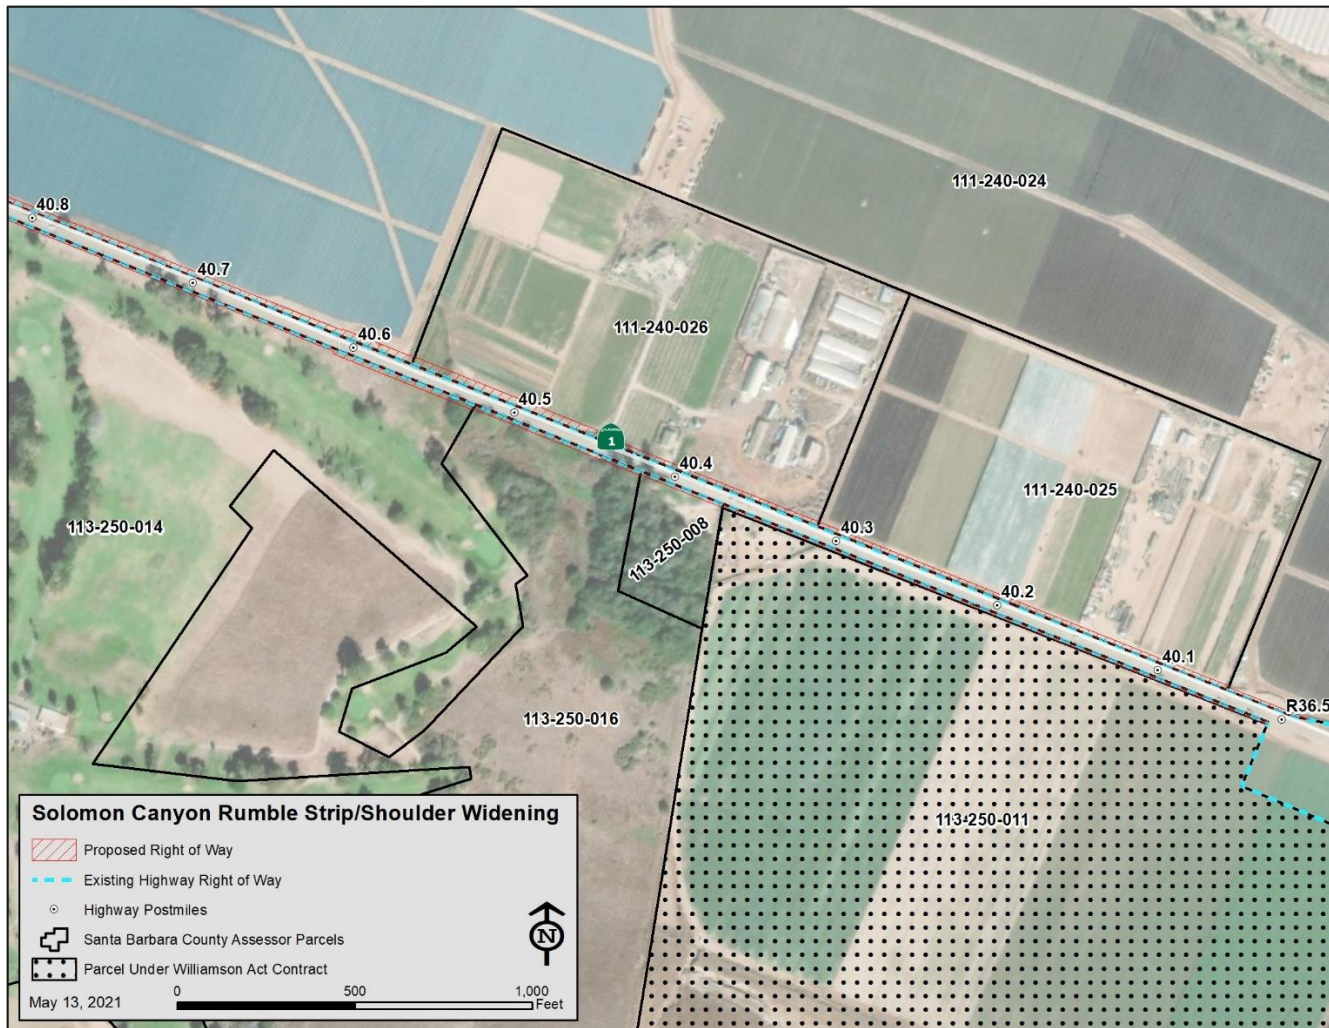 111-240-024
40.8
40.7
111-240-026
40.6
40.5
1
40.4
111-240-025
113-250-014
113-250-008
40.3
40.2
40.1
R36.5
113-250-016
113-250-011
Solomon Canyon Rumble Strip/Shoulder Widening
Proposed Right of Way
Existing Highway Right of Way
Highway Postmiles
Santa Barbara County Assessor Parcels
Parcel Under Williamson Act Contract
N
May 13, 2021
0 500 1,000
Feet